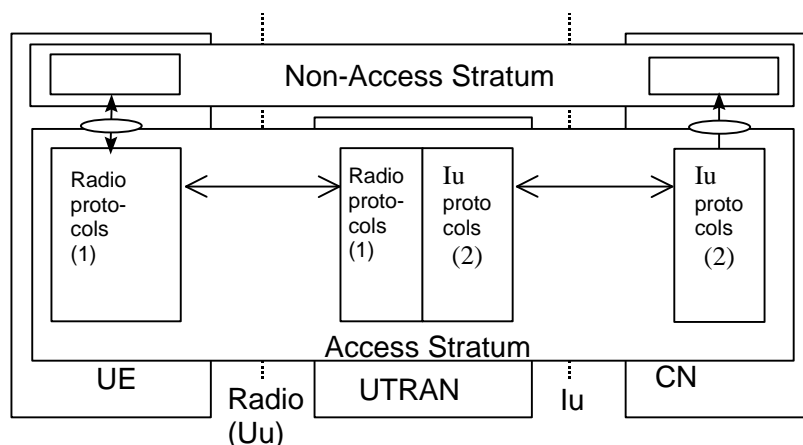 Non-Access Stratum
Radio
proto-
cols
(1)
Radio
proto
cols
(1)
Iu
proto
cols
(2)
Iu
proto
cols
(2)
Access Stratum
UE
Radio
(Uu)
UTRAN
Iu
CN